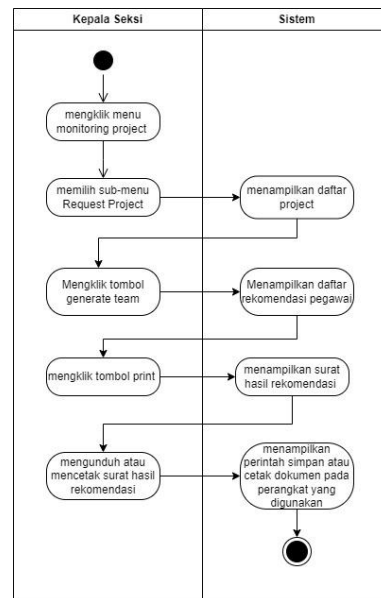 Kepala Seksi
Sistem
mengklik menu
monitoring project
memilih sub-menu
Request Project
menampilkan daftar
project
Mengklik tombol
generate team
Menampilkan daftar
rekomendasi pegawai
mengklik tombol print
menampilkan surat
hasil rekomendasi
mengunduh atau
mencetak surat hasil
rekomendasi
menampilkan
perintah simpan atau
cetak dokumen pada
perangkat yang
digunakan